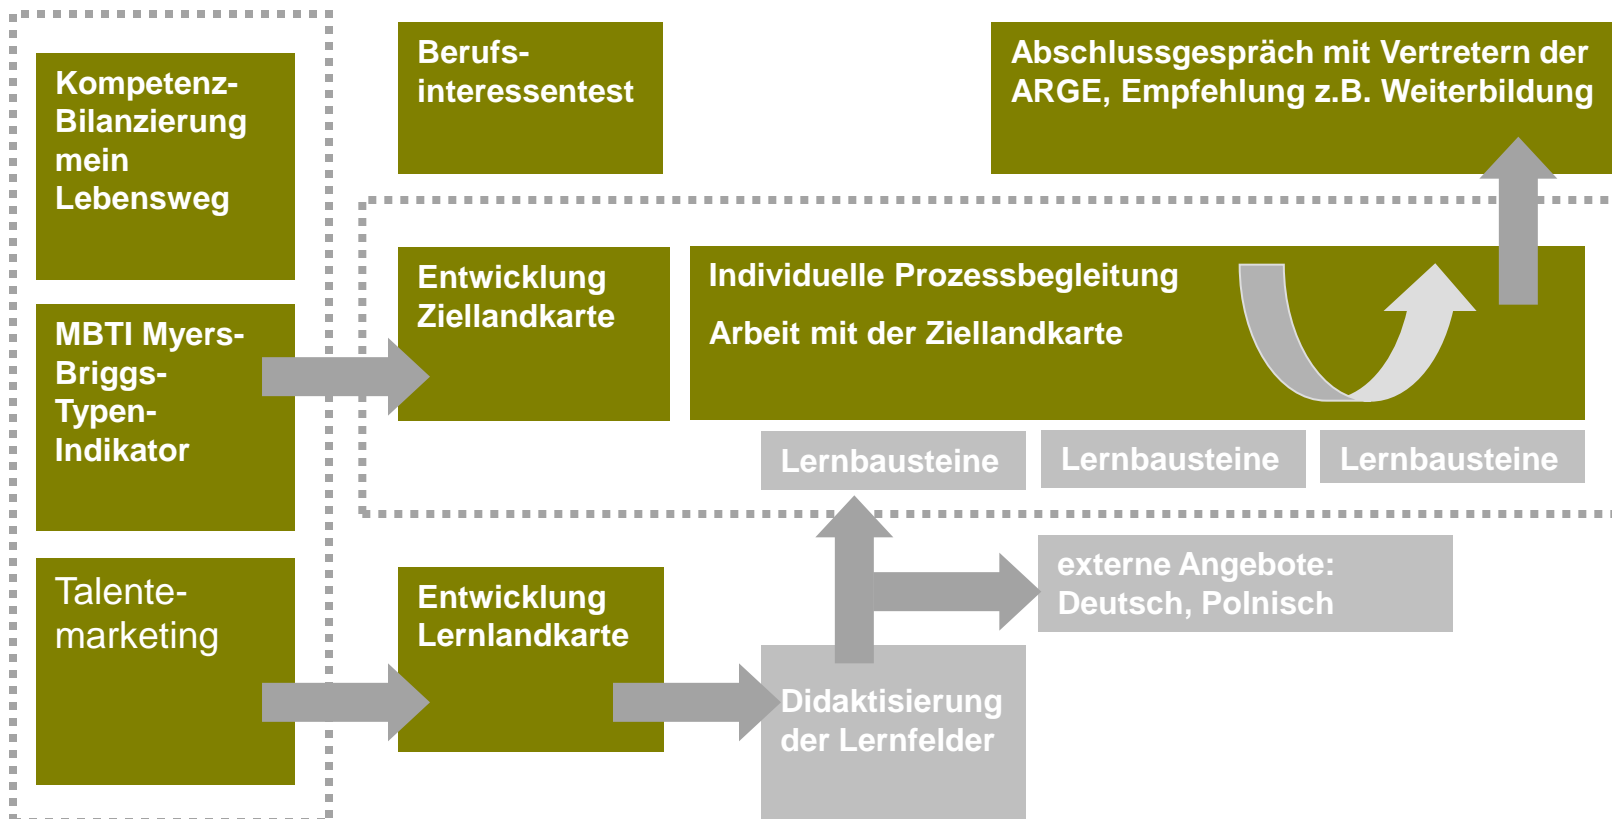 Kompetenz-
Bilanzierung
mein
Lebensweg
MBTI Myers-
Briggs-
Typen-
Indikator
Talente-
marketing
Berufs-
interessentest
Abschlussgespräch mit Vertretern der
ARGE, Empfehlung z.B. Weiterbildung
Entwicklung
Ziellandkarte
Individuelle Prozessbegleitung
Arbeit mit der Ziellandkarte
Lernbausteine
Lernbausteine
Lernbausteine
Entwicklung
Lernlandkarte
externe Angebote:
Deutsch, Polnisch
Didaktisierung
der Lernfelder